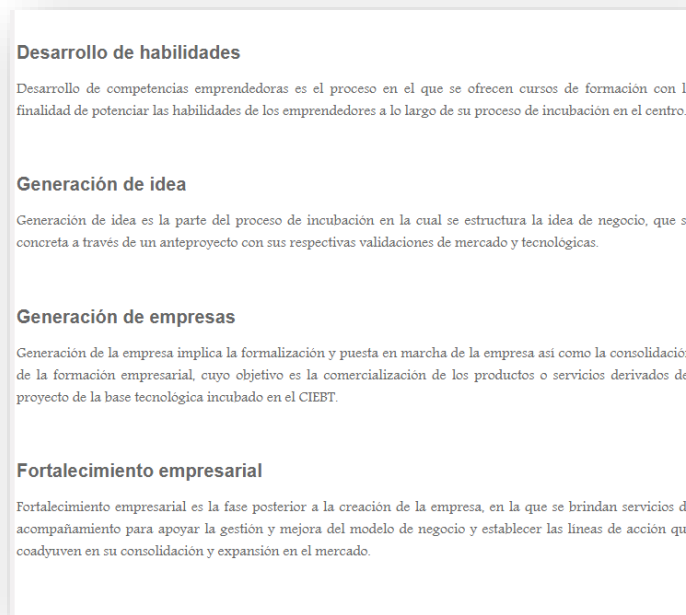 Desarrollo de habilidades
Desarrollo de competencias emprendedoras es el proceso en el que se ofrecen cursos de formación con l
finalidad de potenciar las habilidades de los emprendedores a lo largo de su proceso de incubación en el centro.
Generación de idea
Generación de idea es la parte del proceso de incubación en la cual se estructura la idea de negocio, que s
concreta a través de un anteproyecto con sus respectivas validaciones de mercado y tecnológicas.
Generación de empresas
Generación de la empresa implica la formalización y puesta en marcha de la empresa así como la consolidació
de la formación empresarial, cuyo objetivo es la comercialización de los productos o servicios derivados de
proyecto de la base tecnológica incubado en el CIEBT.
Fortalecimiento empresarial
Fortalecimiento empresarial es la fase posterior a la creación de la empresa, en la que se brindan servicios d
acompañamiento para apoyar la gestión y mejora del modelo de negocio y establecer las líneas de acción qu
coadyuven en su consolidación y expansión en el mercado.